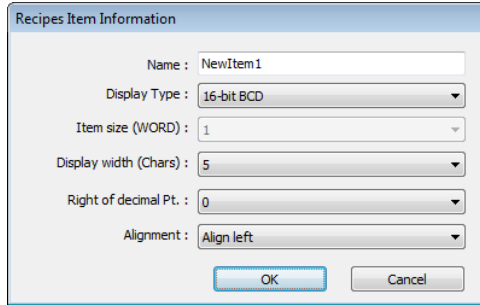 Recipes Item Information
Name : NewItem1
Display Type : 16-bit BCD
Item size (WORD) : 1
Display width (Chars) : 5
Right of decimal Pt. : 0
Alignment : Align left
OK Cancel